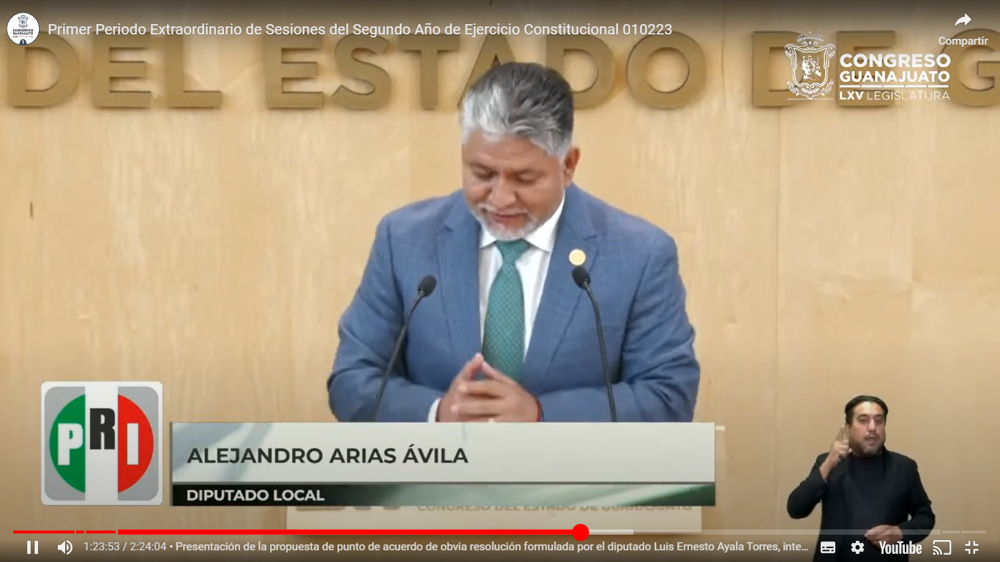 Primer Periodo Extraordinario de Sesiones del Segundo Año de Ejercicio Constitucional 010223
Compartir
DEL ESTADO DE G
CONGRESO
GUANAJUATO
LXV LEGISLATURA
PRI
ALEJANDRO ARIAS ÁVILA
DIPUTADO LOCAL
CONGRESO DEL ESTADO DE GUANAJUATO
1:23:53 / 2:24:04 • Presentación de la propuesta de punto de acuerdo de obvia resolución formulada por el diputado Luis Ernesto Ayala Torres, inte...
YouTube